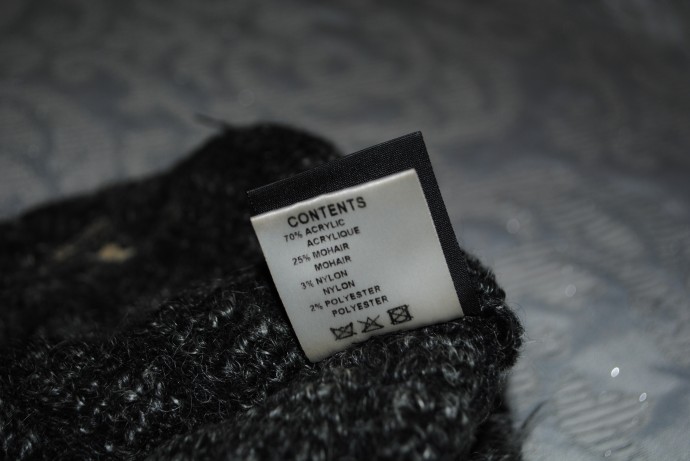 CONTENTS
70% ACRYLIC
ACRYLIQUE
25% MOHAIR
MOHAIR
3% NYLON
NYLON
2% POLYESTER
POLYESTER